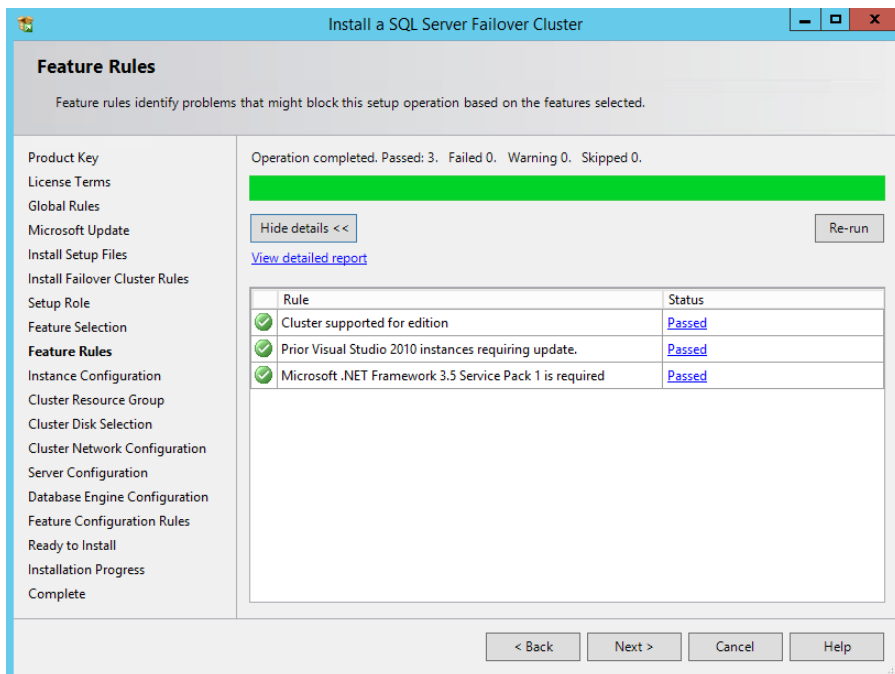 Install a SQL Server Failover Cluster
Feature Rules
Feature rules identify problems that might block this setup operation based on the features selected.
Product Key
License Terms
Global Rules
Microsoft Update
Install Setup Files
Install Failover Cluster Rules
Setup Role
Feature Selection
Feature Rules
Instance Configuration
Cluster Resource Group
Cluster Disk Selection
Cluster Network Configuration
Server Configuration
Database Engine Configuration
Feature Configuration Rules
Ready to Install
Installation Progress
Complete
Operation completed. Passed: 3. Failed 0. Warning 0. Skipped 0.
Hide details << Re-run
View detailed report
Rule Status
Cluster supported for edition Passed
Prior Visual Studio 2010 instances requiring update. Passed
Microsoft .NET Framework 3.5 Service Pack 1 is required Passed
< Back Next > Cancel Help